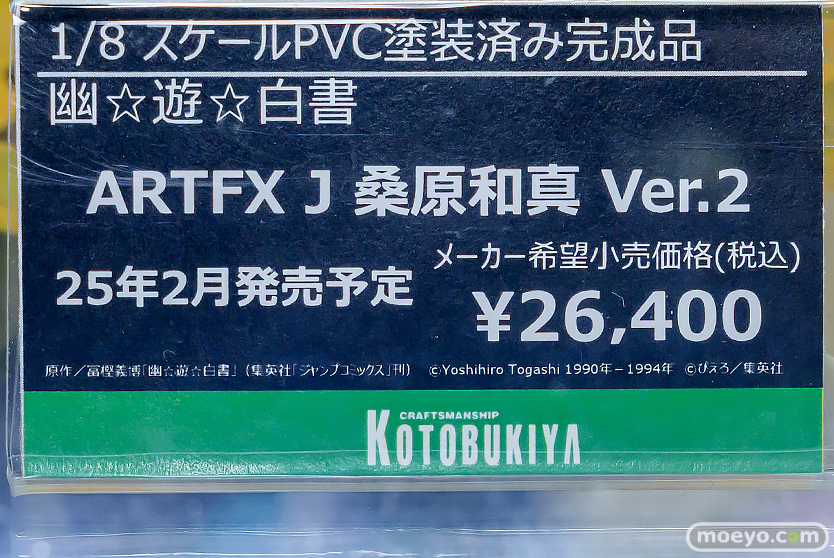 1/8 スケールPVC塗装済み完成品
幽☆遊☆白書
ARTFX J 桑原和真 Ver.2
メーカー希望小売価格(税込)
25年2月発売予定
¥26,400
原作/冨樫義博「幽☆遊☆白書」(集英社「ジャンプコミックス」刊) ©Yoshihiro Togashi 1990年-1994年 ©ぴえろ/集英社
CRAFTSMANSHIP
KOTOBUKIYA
moeyo.com